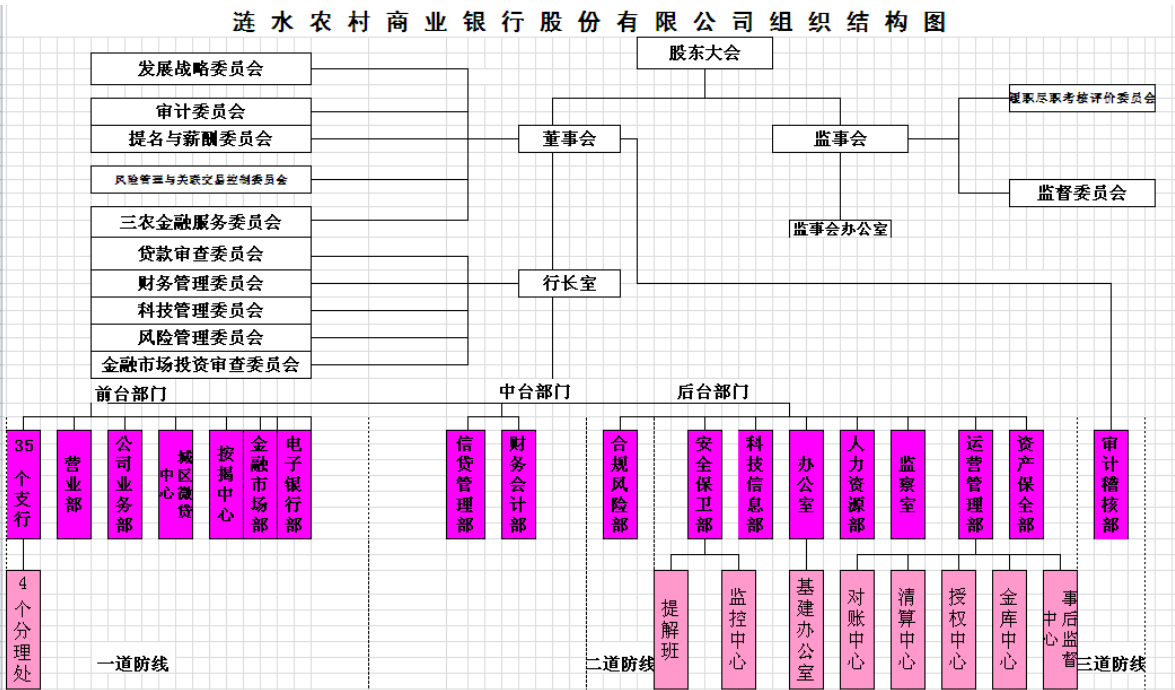 涟水农村商业银行股份有限公司组织结构图
股东大会
发展战略委员会
审计委员会
提名与薪酬委员会
风险管理与关联交易控制委员会
三农金融服务委员会
董事会
监事会
履职尽职考核评价委员会
监督委员会
监事会办公室
贷款审查委员会
财务管理委员会
科技管理委员会
风险管理委员会
金融市场投资审查委员会
行长室
前台部门
中台部门
后台部门
35个支行
营业部
公司业务部
城区微贷中心
按揭中心
金融市场部
电子银行部
信贷管理部
财务会计部
合规风险部
安全保卫部
科技信息部
办公室
人力资源部
监察室
运营管理部
资产保全部
审计稽核部
4个分理处
提解班
监控中心
基建办公室
对账中心
清算中心
授权中心
金库中心
事后监督中心
一道防线
二道防线
三道防线